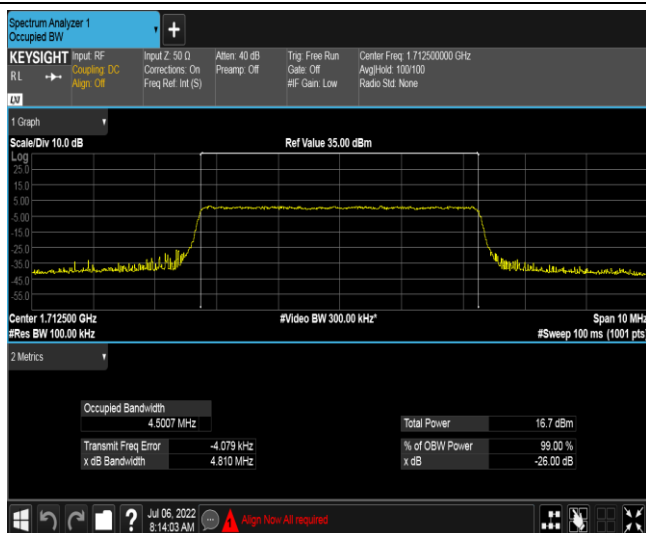 Spectrum Analyzer 1
Occupied BW
KEYSIGHT
RL
LXI
Input: RF
Coupling: DC
Align: Off
Input Z: 50 Ω
Corrections: On
Freq Ref: Int (S)
Atten: 40 dB
Preamp: Off
Trig: Free Run
Gate: Off
#IF Gain: Low
Center Freq: 1.712500000 GHz
Avg|Hold: 100/100
Radio Std: None
1 Graph
Scale/Div 10.0 dB
Ref Value 35.00 dBm
Log
25.0
15.0
5.00
-5.00
-15.0
-25.0
-35.0
-45.0
-55.0
Center 1.712500 GHz
#Video BW 300.00 kHz*
Span 10 MHz
#Res BW 100.00 kHz
#Sweep 100 ms (1001 pts)
2 Metrics
Occupied Bandwidth
4.5007 MHz
Total Power 16.7 dBm
Transmit Freq Error -4.079 kHz
% of OBW Power 99.00 %
x dB Bandwidth 4.810 MHz
x dB -26.00 dB
?
Jul 06, 2022
8:14:03 AM
Align Now All required